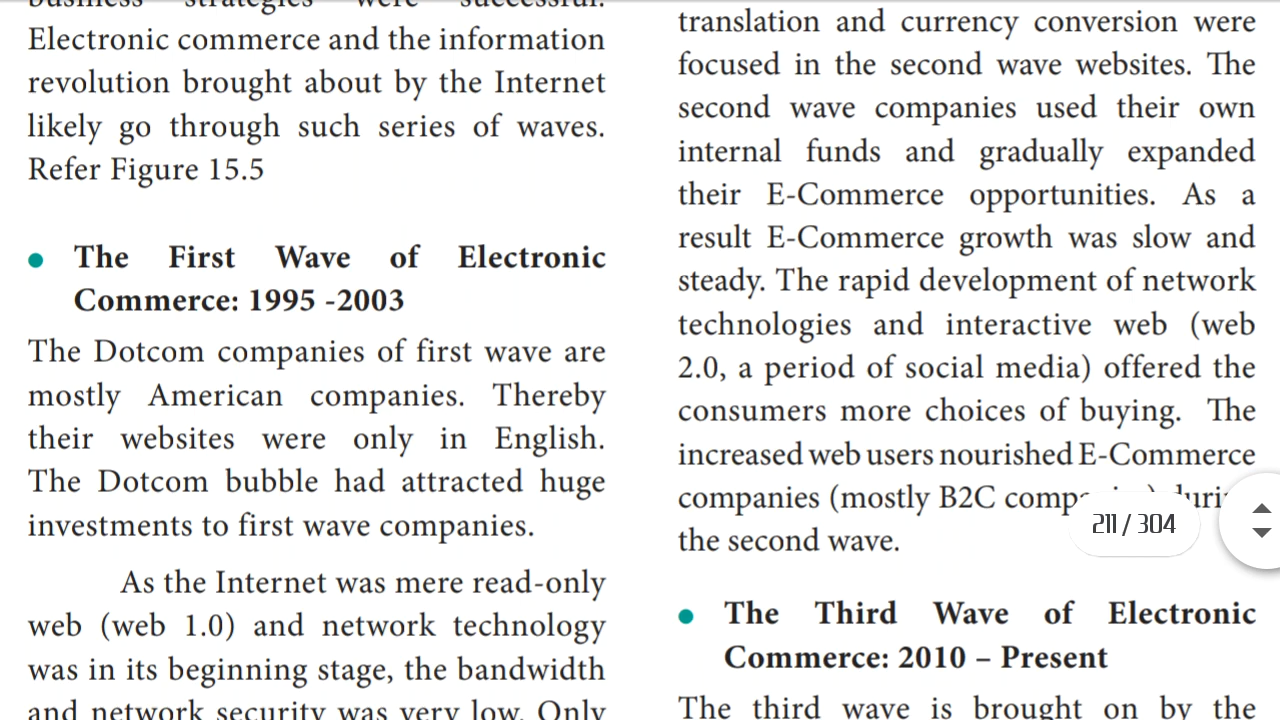 business strategies were successful.
Electronic commerce and the information
revolution brought about by the Internet
likely go through such series of waves.
Refer Figure 15.5
The First Wave of Electronic
Commerce: 1995 -2003
The Dotcom companies of first wave are
mostly American companies. Thereby
their websites were only in English.
The Dotcom bubble had attracted huge
investments to first wave companies.
As the Internet was mere read-only
web (web 1.0) and network technology
was in its beginning stage, the bandwidth
and network security was very low. Only
translation and currency conversion were
focused in the second wave websites. The
second wave companies used their own
internal funds and gradually expanded
their E-Commerce opportunities. As a
result E-Commerce growth was slow and
steady. The rapid development of network
technologies and interactive web (web
2.0, a period of social media) offered the
consumers more choices of buying. The
increased web users nourished E-Commerce
companies (mostly B2C
the second wave.
211 / 304
The Third Wave of Electronic
Commerce: 2010 – Present
The third wave is brought on by the